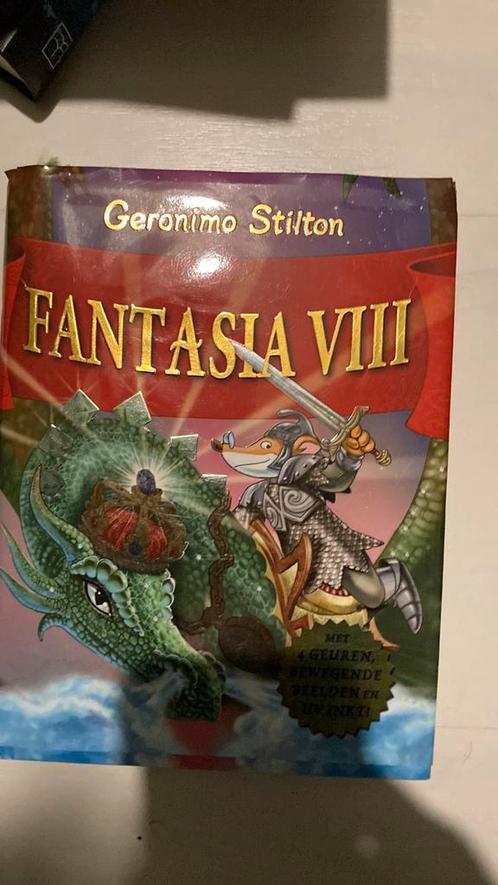 Geronimo Stilton
FANTASIA VIII
MET
4 GEUREN,
BEWEGENDE
BEELDEN EN
UV INKT!